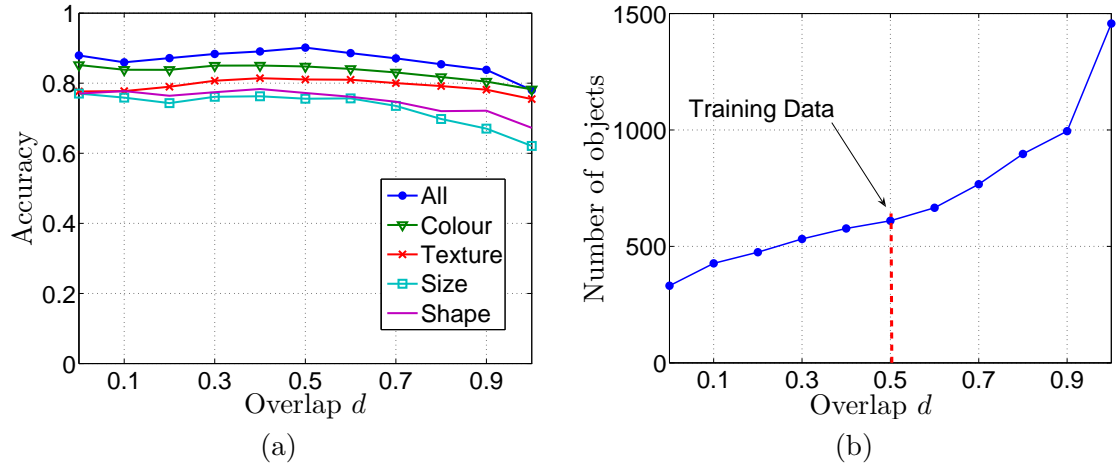 1
0.8
0.6
0.4
0.2
0
Accuracy
All
Colour
Texture
Size
Shape
0.1 0.3 0.5 0.7 0.9
Overlap d
(a)
1500
1000
500
0
Number of objects
Training Data
0.1 0.3 0.5 0.7 0.9
Overlap d
(b)